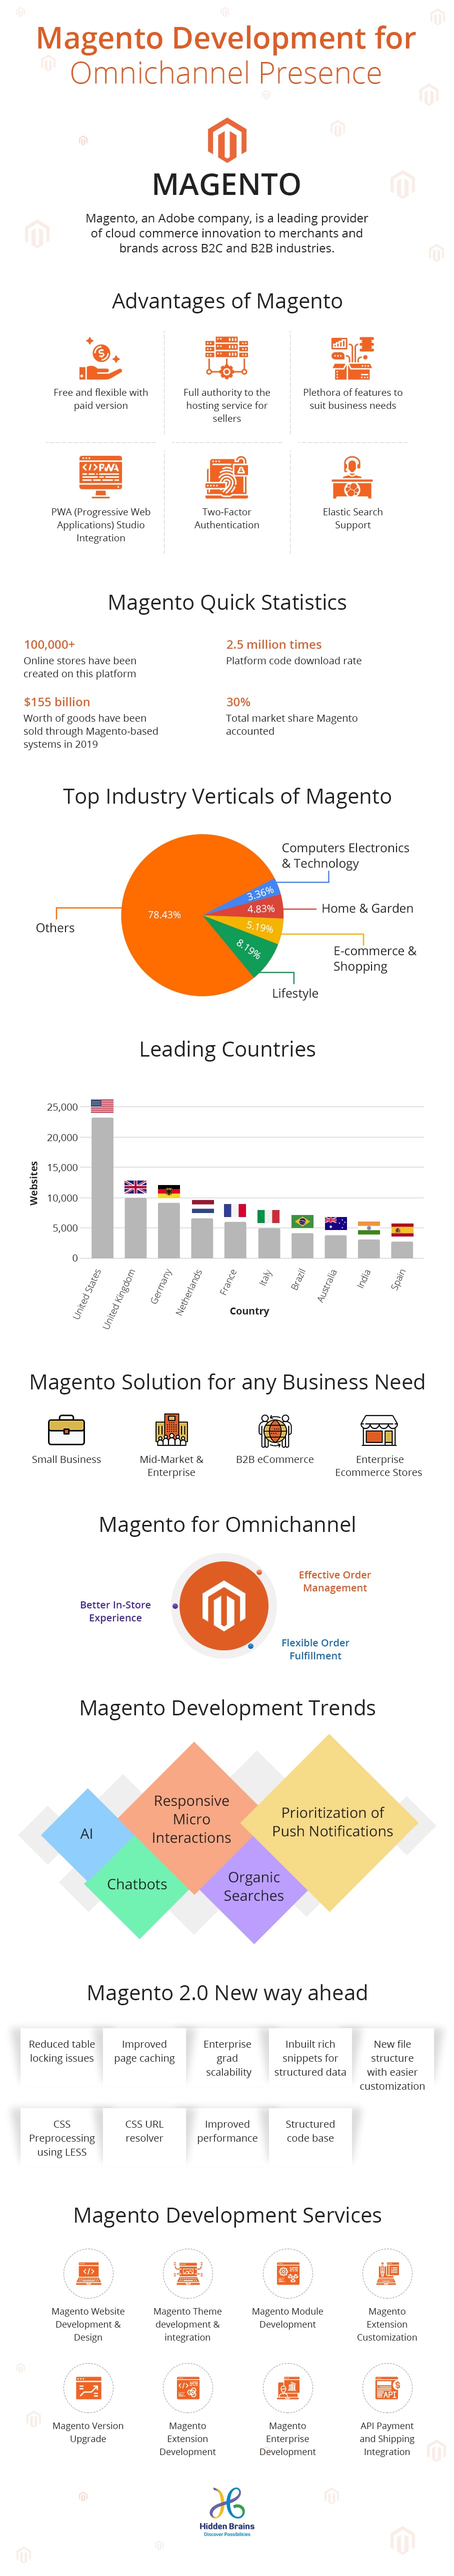 Magento Development for
Omnichannel Presence
MAGENTO
Magento, an Adobe company, is a leading provider
of cloud commerce innovation to merchants and
brands across B2C and B2B industries.
Advantages of Magento
Free and flexible with
paid version
Full authority to the
hosting service for
sellers
Plethora of features to
suit business needs
</>PWA
PWA (Progressive Web
Applications) Studio
Integration
Two-Factor
Authentication
Elastic Search
Support
Magento Quick Statistics
100,000+
Online stores have been
created on this platform
2.5 million times
Platform code download rate
$155 billion
Worth of goods have been
sold through Magento-based
systems in 2019
30%
Total market share Magento
accounted
Top Industry Verticals of Magento
Computers Electronics
& Technology
3.36%
78.43%
4.83%
Home & Garden
Others
5.19%
E-commerce &
Shopping
8.19%
Lifestyle
Leading Countries
Websites
25,000
20,000
15,000
10,000
5,000
0
United States
United Kingdom
Germany
Netherlands
France
Italy
Brazil
Australia
India
Spain
Country
Magento Solution for any Business Need
Small Business
Mid-Market &
Enterprise
B2B eCommerce
Enterprise
Ecommerce Stores
Magento for Omnichannel
Effective Order
Management
Better In-Store
Experience
Flexible Order
Fulfillment
Magento Development Trends
AI
Responsive
Micro
Interactions
Prioritization of
Push Notifications
Chatbots
Organic
Searches
Magento 2.0 New way ahead
Reduced table
locking issues
Improved
page caching
Enterprise
grad
scalability
Inbuilt rich
snippets for
structured data
New file
structure
with easier
customization
CSS
Preprocessing
using LESS
CSS URL
resolver
Improved
performance
Structured
code base
Magento Development Services
Magento Website
Development &
Design
Magento Theme
development &
integration
Magento Module
Development
Magento
Extension
Customization
Magento Version
Upgrade
Magento
Extension
Development
Magento
Enterprise
Development
API
API Payment
and Shipping
Integration
Hidden Brains
Discover Possibilities